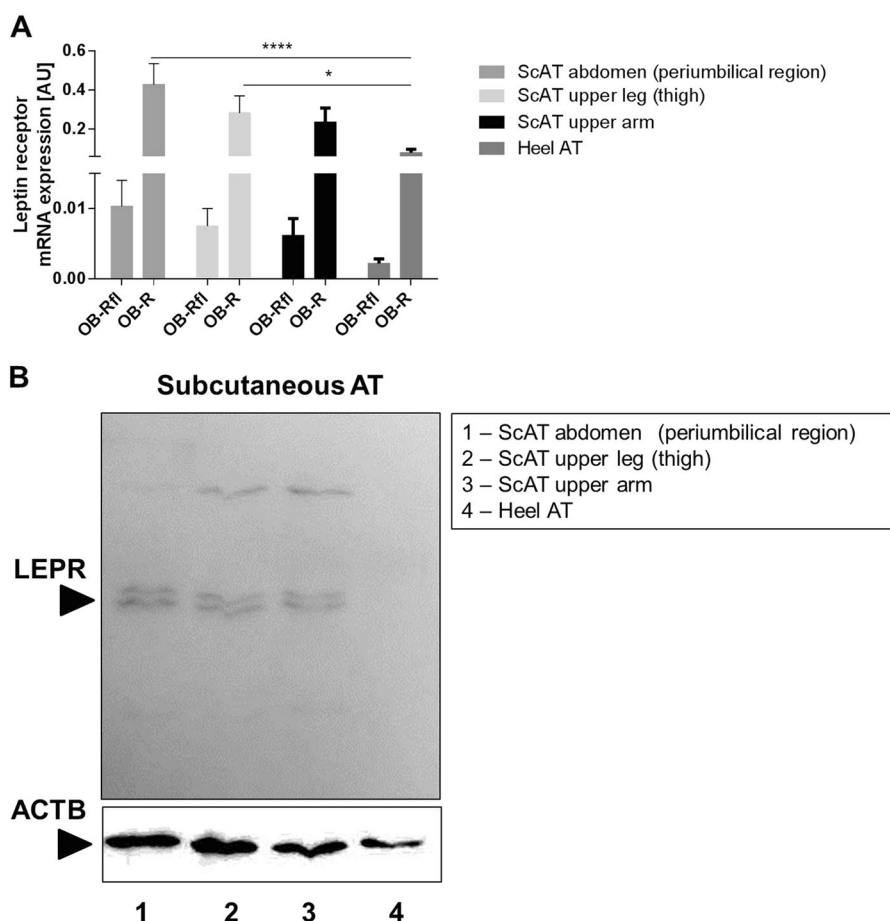 A
Leptin receptor
mRNA expression [AU]
0.6
0.4
0.2
0.01
0.00
****
*
OB-Rfl
OB-R
OB-Rfl
OB-R
OB-Rfl
OB-R
OB-Rfl
OB-R
ScAT abdomen (periumbilical region)
ScAT upper leg (thigh)
ScAT upper arm
Heel AT
B
Subcutaneous AT
1 – ScAT abdomen (periumbilical region)
2 – ScAT upper leg (thigh)
3 – ScAT upper arm
4 – Heel AT
LEPR
ACTB
1 2 3 4